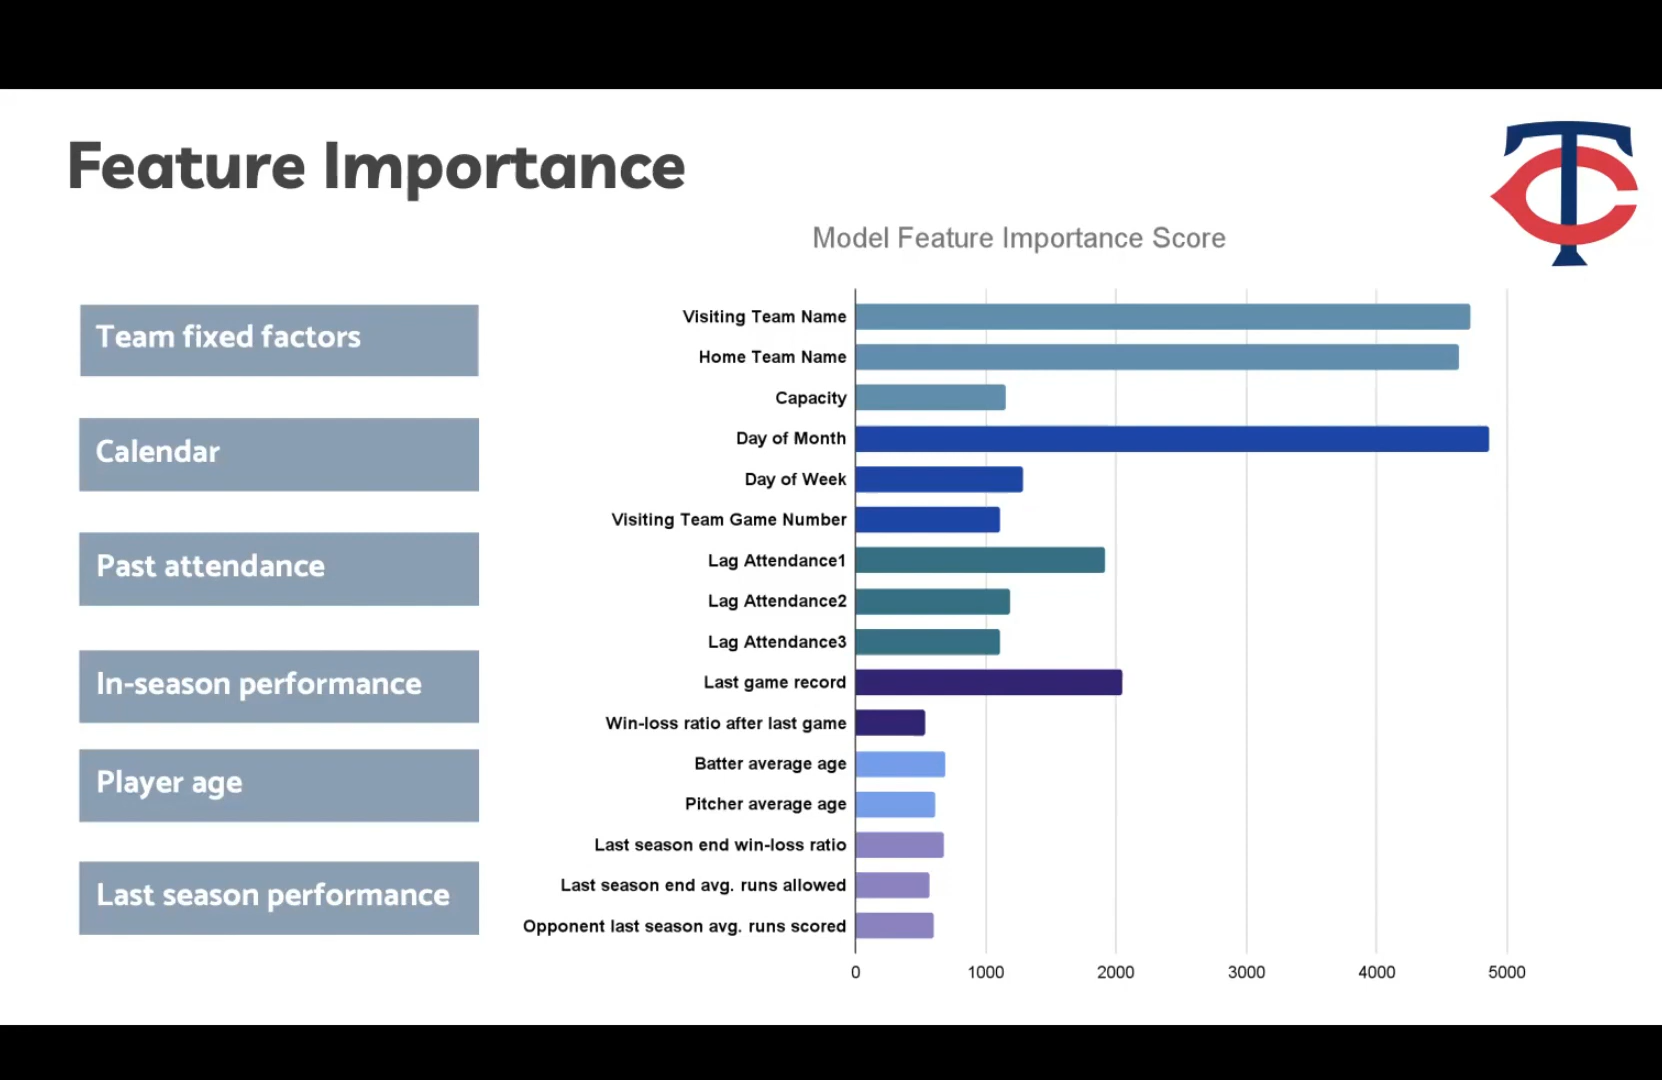 Feature Importance
Model Feature Importance Score
Team fixed factors
Calendar
Past attendance
In-season performance
Player age
Last season performance
Visiting Team Name
Home Team Name
Capacity
Day of Month
Day of Week
Visiting Team Game Number
Lag Attendance1
Lag Attendance2
Lag Attendance3
Last game record
Win-loss ratio after last game
Batter average age
Pitcher average age
Last season end win-loss ratio
Last season end avg. runs allowed
Opponent last season avg. runs scored
0 1000 2000 3000 4000 5000
TC